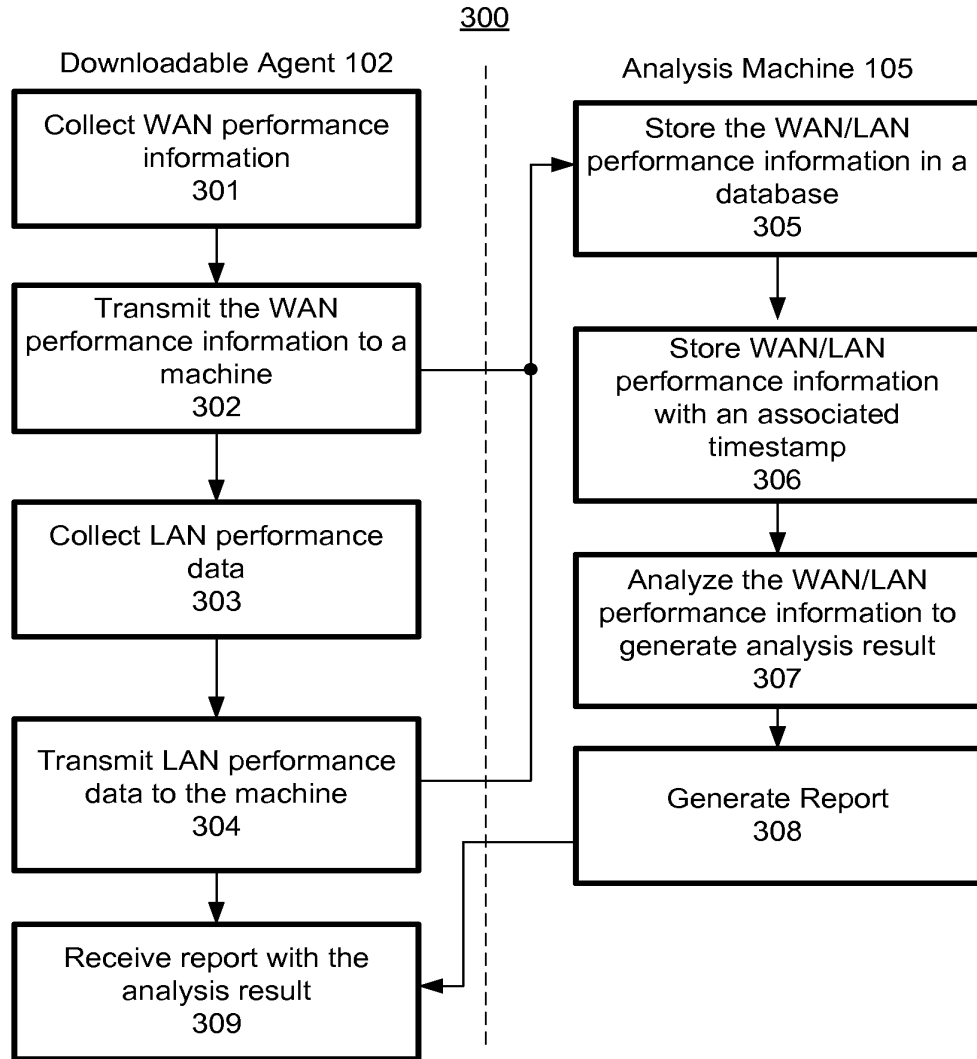 300
Downloadable Agent 102
Collect WAN performance
information
301
Transmit the WAN
performance information to a
machine
302
Collect LAN performance
data
303
Transmit LAN performance
data to the machine
304
Receive report with the
analysis result
309
Analysis Machine 105
Store the WAN/LAN
performance information in a
database
305
Store WAN/LAN
performance information
with an associated
timestamp
306
Analyze the WAN/LAN
performance information to
generate analysis result
307
Generate Report
308